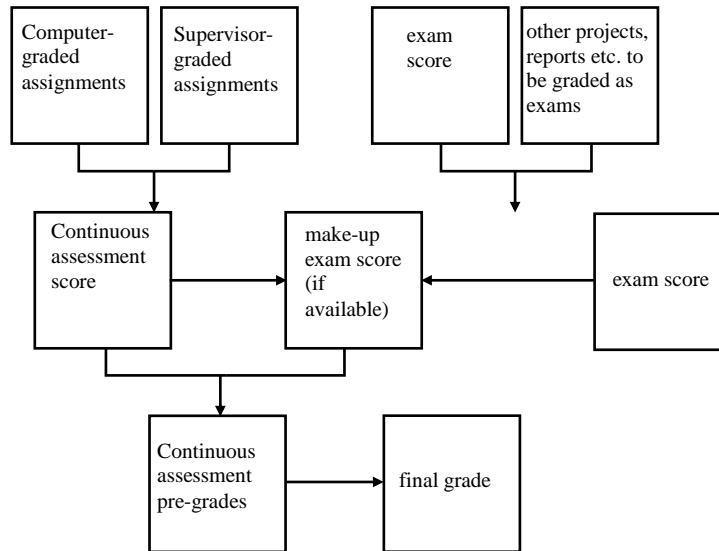 Computer-
graded
assignments
Supervisor-
graded
assignments
exam
score
other projects,
reports etc. to
be graded as
exams
Continuous
assessment
score
make-up
exam score
(if
available)
exam score
Continuous
assessment
pre-grades
final grade